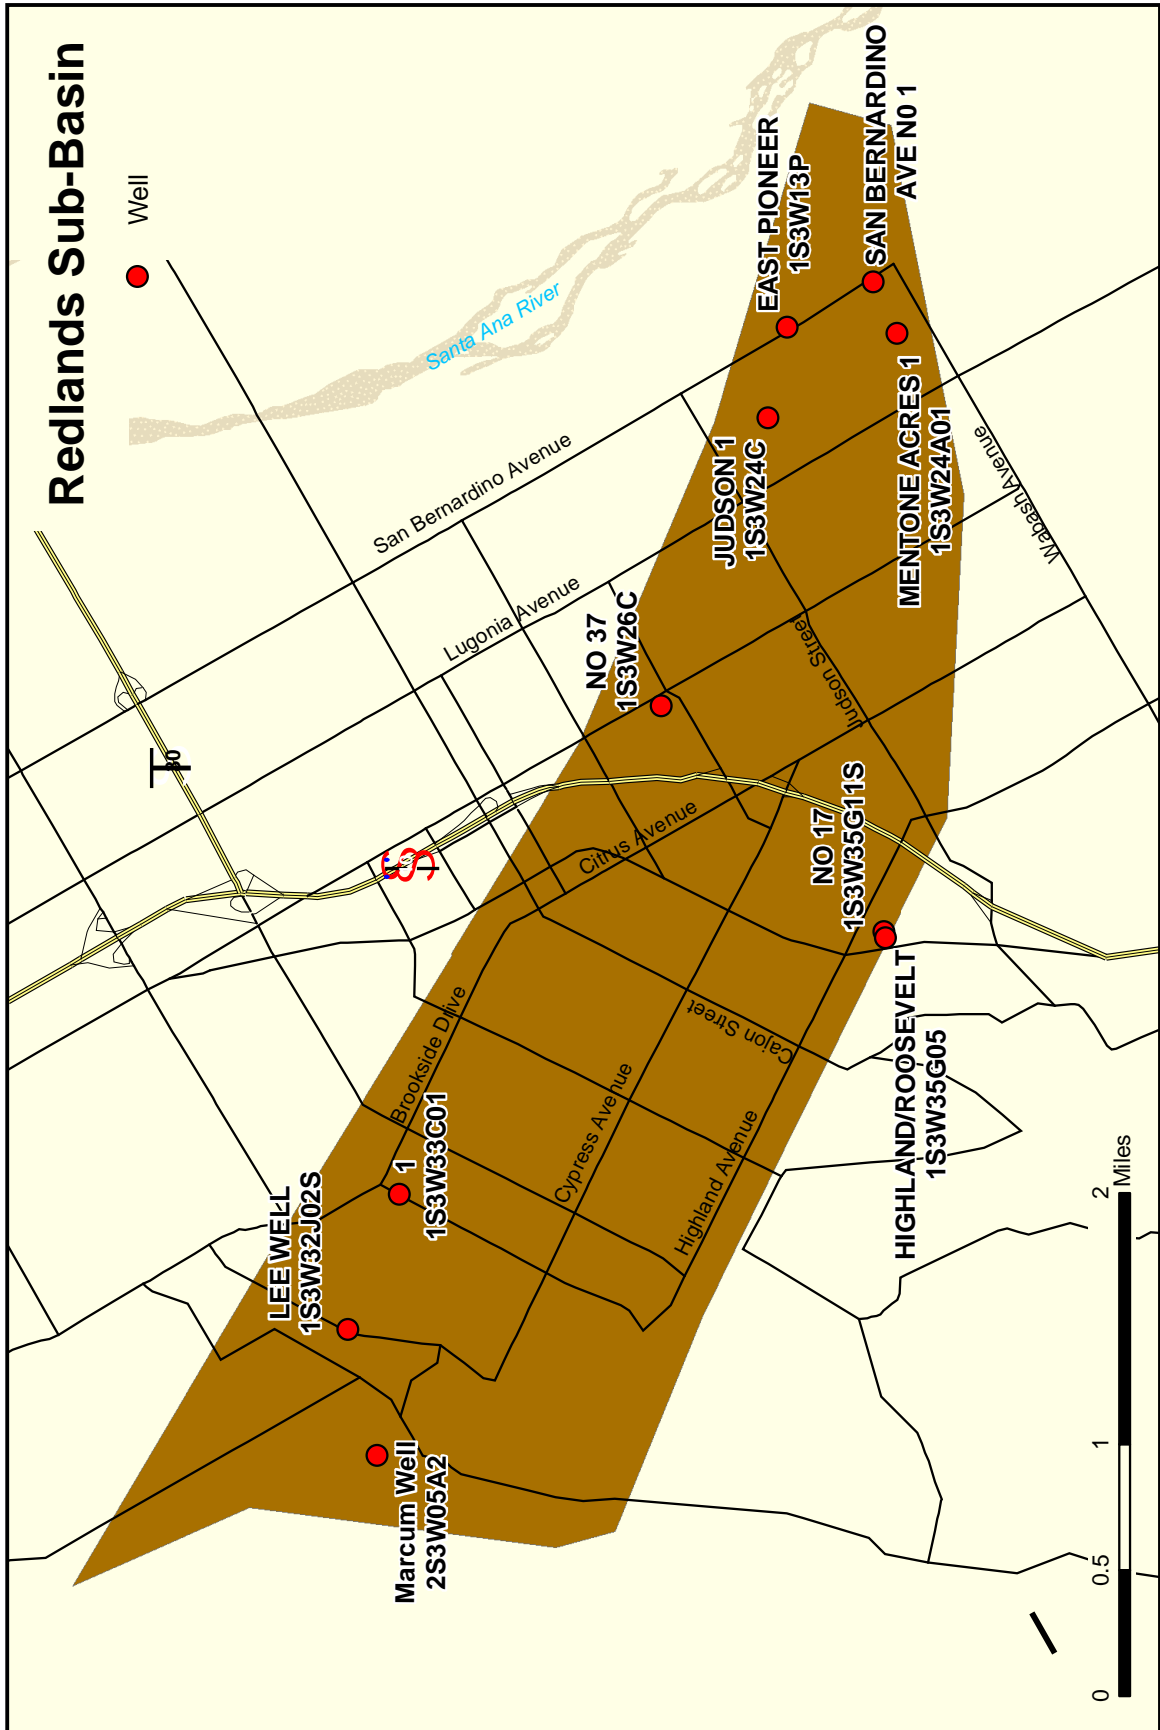 Redlands Sub-Basin
Well
Santa Ana River
San Bernardino Avenue
Lugonia Avenue
30
EAST PIONEER
1S3W13P
SAN BERNARDINO
AVE N0 1
JUDSON 1
1S3W24C
MENTONE ACRES 1
1S3W24A01
Wabash Avenue
NO 37
1S3W26C
Judson Street
Citrus Avenue
NO 17
1S3W35G11S
HIGHLAND/ROOSEVELT
1S3W35G05
Brookside Drive
Cajon Street
Cypress Avenue
Highland Avenue
1
1S3W33C01
LEE WELL
1S3W32J02S
Marcum Well
2S3W05A2
0 0.5 1 2
Miles